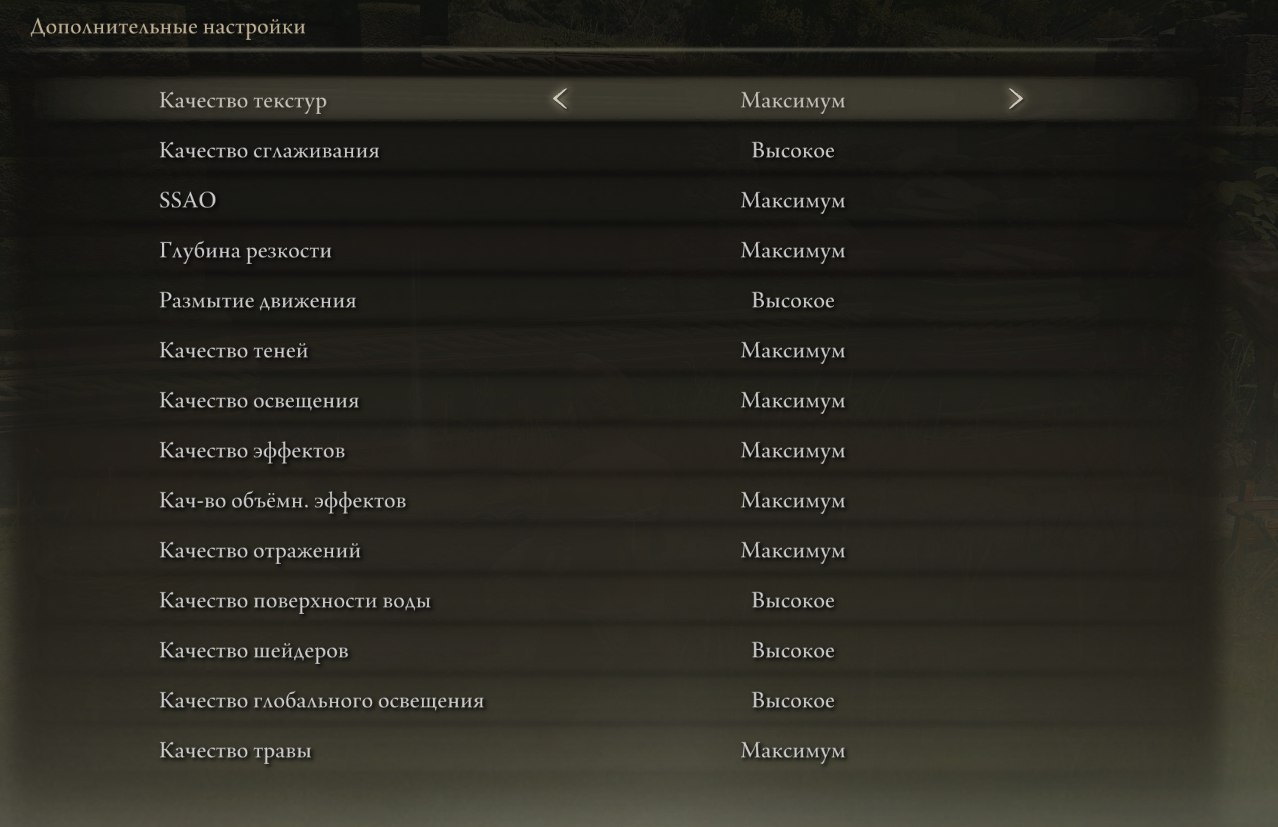 Дополнительные настройки
Качество текстур < Максимум >
Качество сглаживания Высокое
SSAO Максимум
Глубина резкости Максимум
Размытие движения Высокое
Качество теней Максимум
Качество освещения Максимум
Качество эффектов Максимум
Кач-во объёмн. эффектов Максимум
Качество отражений Максимум
Качество поверхности воды Высокое
Качество шейдеров Высокое
Качество глобального освещения Высокое
Качество травы Максимум